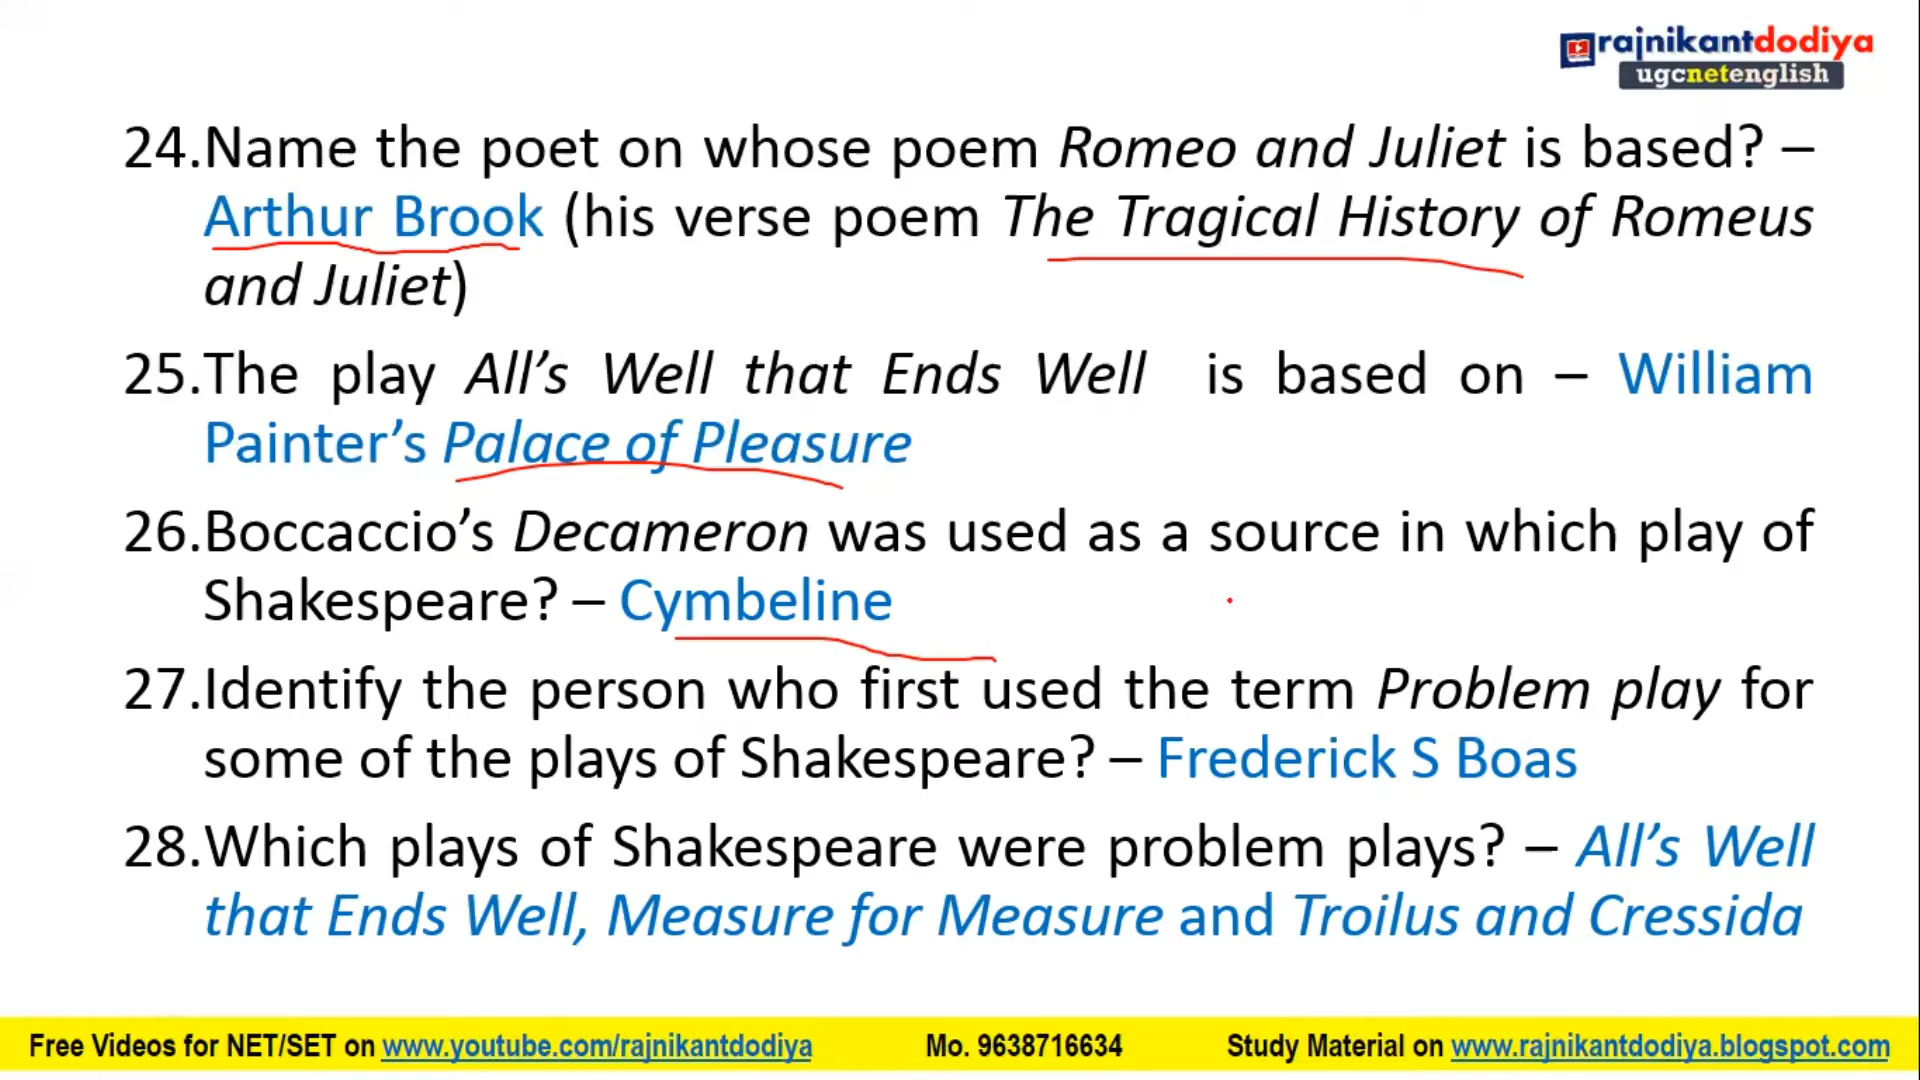 rajnikantdodiya
ugcnetenglish
24.Name the poet on whose poem Romeo and Juliet is based? –
Arthur Brook (his verse poem The Tragical History of Romeus
and Juliet)
25.The play All’s Well that Ends Well is based on – William
Painter’s Palace of Pleasure
26.Boccaccio’s Decameron was used as a source in which play of
Shakespeare? – Cymbeline
27.Identify the person who first used the term Problem play for
some of the plays of Shakespeare? – Frederick S Boas
28.Which plays of Shakespeare were problem plays? – All’s Well
that Ends Well, Measure for Measure and Troilus and Cressida
Free Videos for NET/SET on www.youtube.com/rajnikantdodiya Mo. 9638716634 Study Material on www.rajnikantdodiya.blogspot.com